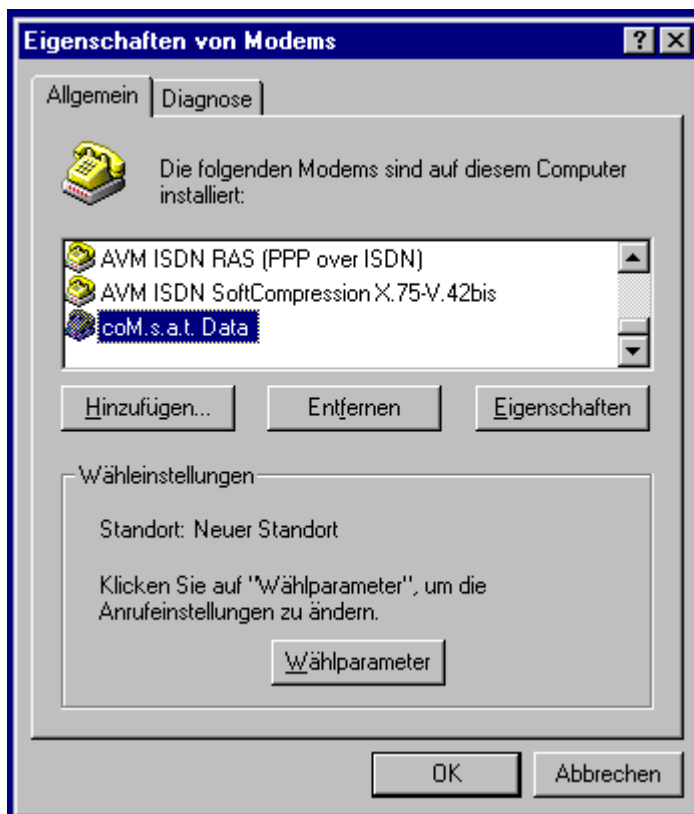 Eigenschaften von Modems
Allgemein
Diagnose
Die folgenden Modems sind auf diesem Computer
installiert:
AVM ISDN RAS (PPP over ISDN)
AVM ISDN SoftCompression X.75-V.42bis
coM.s.a.t. Data
Hinzufügen...
Entfernen
Eigenschaften
Wähleinstellungen
Standort: Neuer Standort
Klicken Sie auf "Wählparameter", um die
Anrufeinstellungen zu ändern.
Wählparameter
OK
Abbrechen